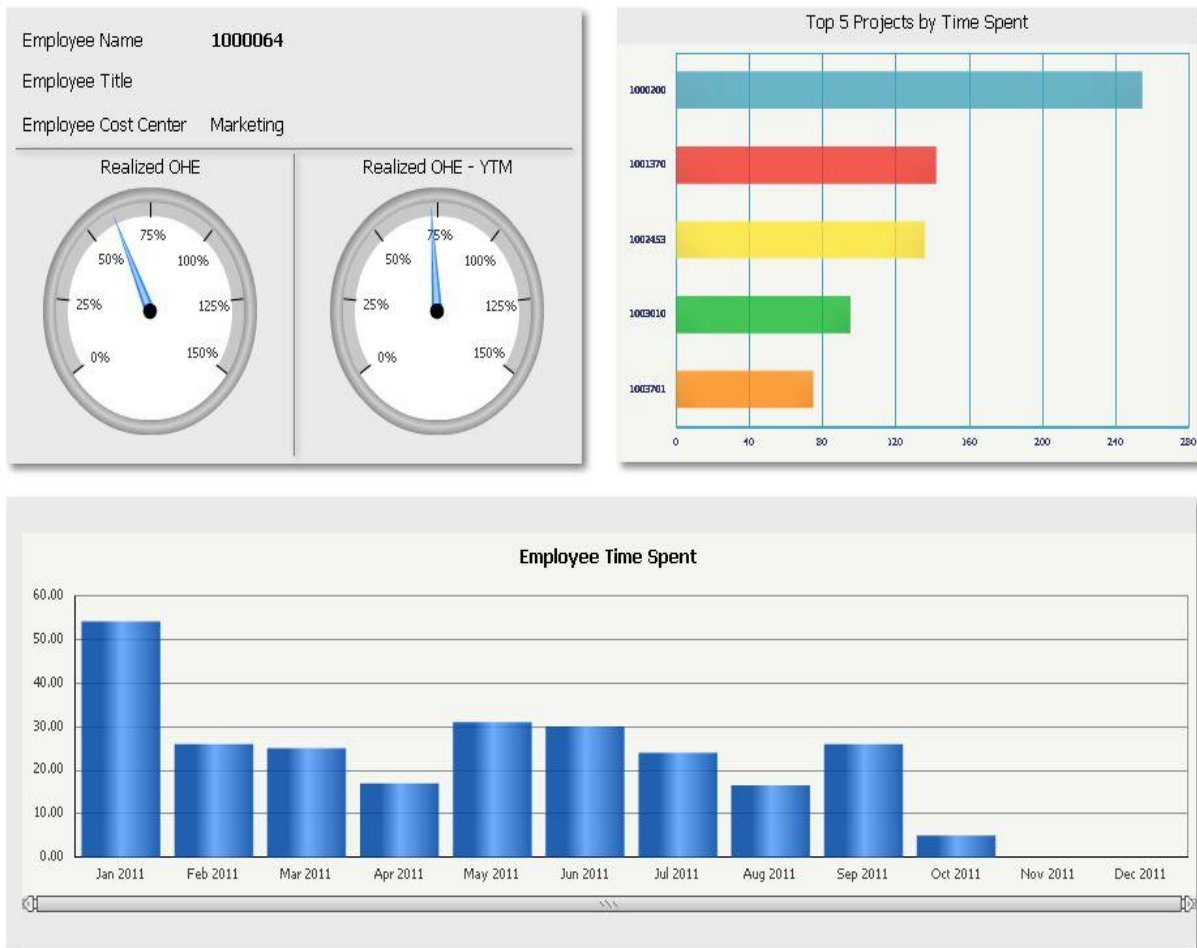 Employee Name 1000064
Employee Title
Employee Cost Center Marketing
Realized OHE
0%
25%
50%
75%
100%
125%
150%
Realized OHE - YTM
0%
25%
50%
75%
100%
125%
150%
Top 5 Projects by Time Spent
1000200
1001370
1002453
1003010
1003701
0 40 80 120 160 200 240 280
Employee Time Spent
60.00
50.00
40.00
30.00
20.00
10.00
0.00
Jan 2011 Feb 2011 Mar 2011 Apr 2011 May 2011 Jun 2011 Jul 2011 Aug 2011 Sep 2011 Oct 2011 Nov 2011 Dec 2011